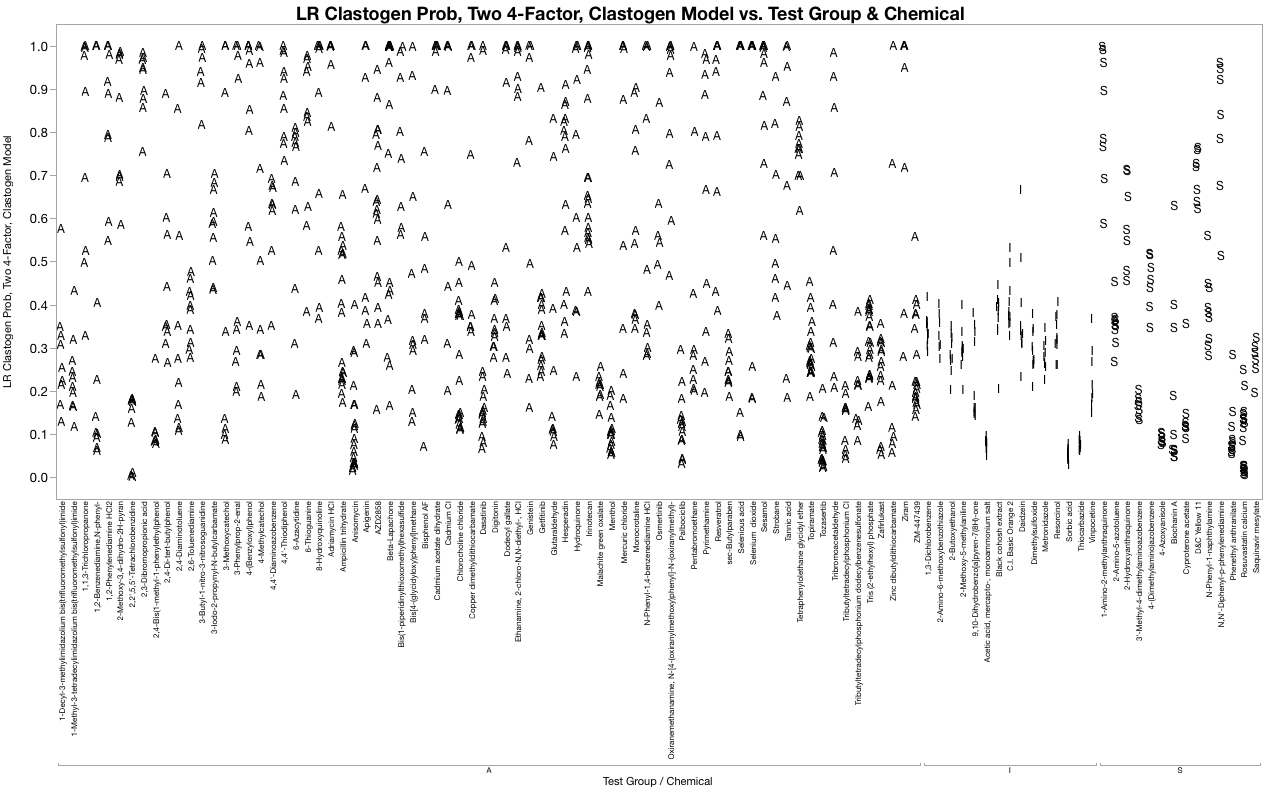 LR Clastogen Prob, Two 4-Factor, Clastogen Model vs. Test Group & Chemical
LR Clastogen Prob, Two 4-Factor, Clastogen Model
1.0
0.9
0.8
0.7
0.6
0.5
0.4
0.3
0.2
0.1
0.0
1-Decyl-3-methylimidazolium bis(trifluoromethylsulfonyl)imide
1-Methyl-3-tetradecylimidazolium bis(trifluoromethylsulfonyl)imide
1,1,3-Trichloropropanone
1,2-Benzenediamine,N-phenyl-
1,2-Phenylenediamine HCl2
2-Methoxy-3,4-dihydro-2H-pyran
2,2',5,5'-Tetrachlorobenzidine
2,3-Dibromopropionic acid
2,4-Bis(1-methyl-1-phenylethyl)phenol
2,4-Di-tert-butylphenol
2,4-Diaminotoluene
2,6-Toluenediamine
3-Butyl-1-nitro-3-nitrosoguanidine
3-Iodo-2-propynyl-N-butylcarbamate
3-Methoxycatechol
3-Phenylprop-2-enal
4-(Benzyloxy)phenol
4-Methylcatechol
4,4'-Diaminoazobenzene
4,4'-Thiodiphenol
6-Azacytidine
6-Thioguanine
8-Hydroxyquinoline
Adriamycin HCl
Ampicillin trihydrate
Anisomycin
Apigenin
AZD2858
Beta-Lapachone
Bis(1-piperidinylthioxomethyl)hexasulfide
Bis[4-(glycidyloxy)phenyl]methane
Bisphenol AF
Cadmium acetate dihydrate
Cadmium Cl
Chlorocholine chloride
Copper dimethyldithiocarbamate
Dasatinib
Digitonin
Dodecyl gallate
Ethanamine, 2-chloro-N,N-diethyl-, HCl
Genistein
Gefitinib
Glutaraldehyde
Hesperadin
Hydroquinone
Irinotecan
Malachite green oxalate
Menthol
Mercuric chloride
Monocrotaline
N-Phenyl-1,4-benzenediamine HCl
Osimertinib
Oxiranemethanamine, N-[4-(oxiranylmethoxy)phenyl]-N-(oxiranylmethyl)-
Palbociclib
Pentabromoethane
Pyrimethamine
Resveratrol
sec-Butylparaben
Selenious acid
Selenium dioxide
Sesamol
Strobane
Tannic acid
Tetraphenylolethane glycidyl ether
Topiramate
Tozasertib
Tribromoacetaldehyde
Tributyltetradecylphosphonium Cl
Tributyltetradecylphosphonium dodecylbenzenesulfonate
Tris (2-ethylhexyl) phosphate
Zafirlukast
Zinc dibutyldithiocarbamate
Ziram
ZM-447439
1,3-Dichlorobenzene
2-Amino-6-methoxybenzothiazole
2-Butoxyethanol
2-Methoxy-5-methylaniline
9,10-Dihydrobenzo[a]pyren-7(8H)-one
Acetic acid, mercapto-, monoammonium salt
Black cohosh extract
C.I. Basic Orange 2
Daidzein
Dimethylsulfoxide
Metronidazole
Resorcinol
Sorbic acid
Thiocarbazide
Vinpocetine
1-Amino-2-methylanthraquinone
2-Amino-5-azotoluene
2-Hydroxyanthraquinone
3'-Methyl-4-dimethylaminoazobenzene
4-(Dimethylamino)azobenzene
4-Azoxyanisole
Biochanin A
Cyproterone acetate
D&C Yellow 11
N-Phenyl-1-naphthylamine
N,N'-Diphenyl-p-phenylenediamine
Phenethyl anthranilate
Rosuvastatin calcium
Saquinavir mesylate
A
I
S
Test Group / Chemical